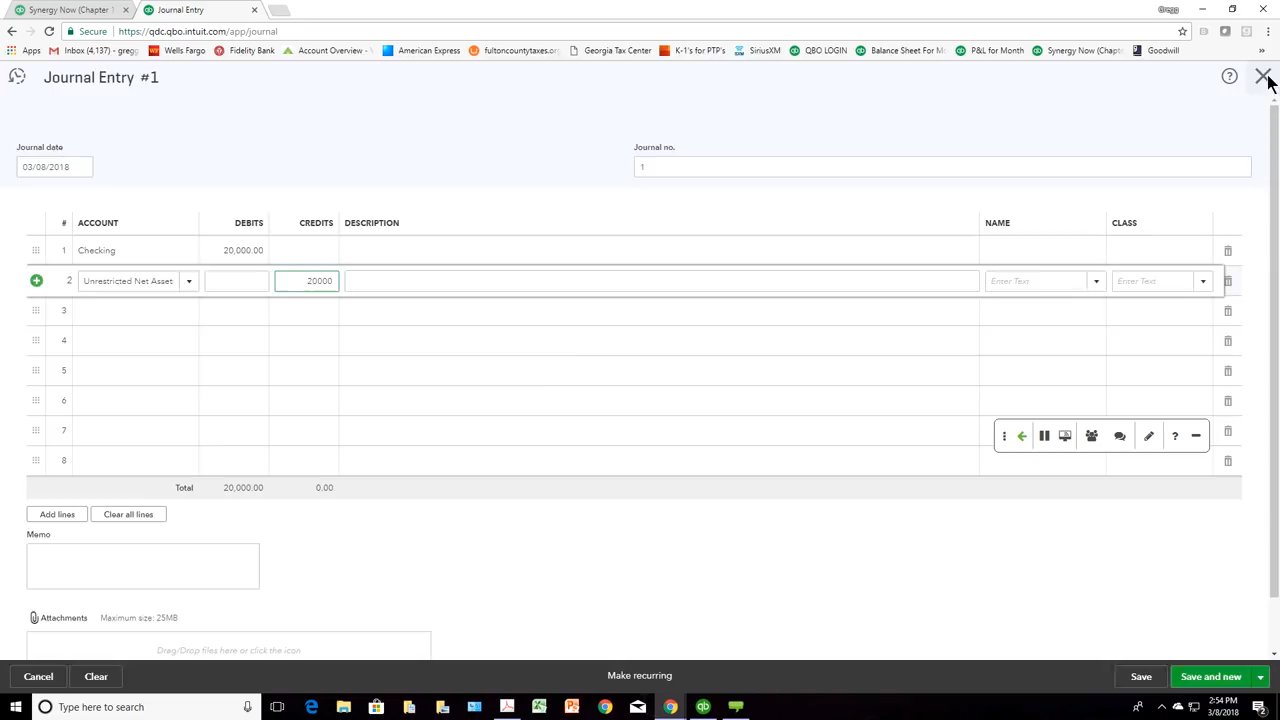 Synergy Now (Chapter 1
Journal Entry
Gregg
Secure
https://qdc.qbo.intuit.com/app/journal
Apps
Inbox (4,137) - gregg
Wells Fargo
Fidelity Bank
Account Overview -
American Express
fultoncountytaxes.org
Georgia Tax Center
K-1's for PTP's
SiriusXM
QBO LOGIN
Balance Sheet For M
P&L for Month
Synergy Now (Chapte
Goodwill
»
Journal Entry #1
Journal date
Journal no.
03/08/2018
1
# ACCOUNT DEBITS CREDITS DESCRIPTION NAME CLASS
1 Checking 20,000.00
2 Unrestricted Net Asset 20000 Enter Text Enter Text
3
4
5
6
7
8
Total 20,000.00 0.00
Add lines
Clear all lines
Memo
Attachments Maximum size: 25MB
Drag/Drop files here or click the icon
Cancel
Clear
Make recurring
Save
Save and new
Type here to search
2:54 PM
3/8/2018